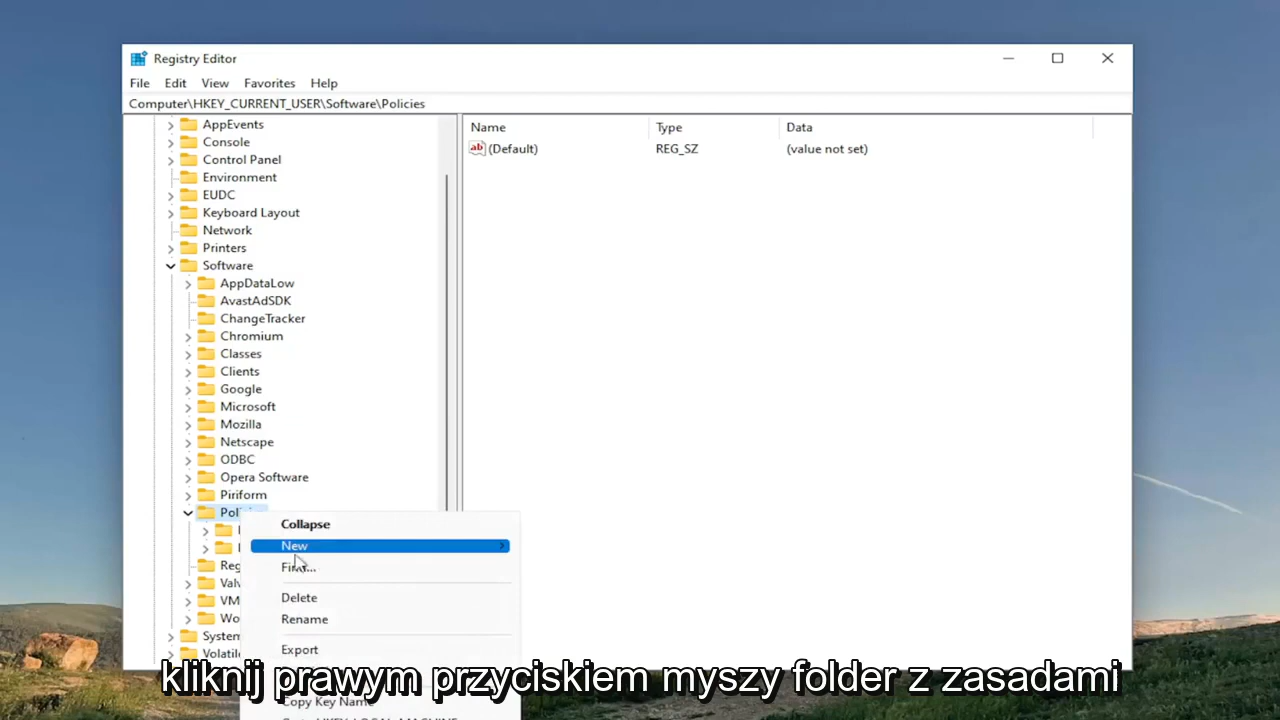 Registry Editor
File Edit View Favorites Help
Computer\HKEY_CURRENT_USER\Software\Policies
Name Type Data
(Default) REG_SZ (value not set)
AppEvents
Console
Control Panel
Environment
EUDC
Keyboard Layout
Network
Printers
Software
AppDataLow
AvastAdSDK
ChangeTracker
Chromium
Classes
Clients
Google
Microsoft
Mozilla
Netscape
ODBC
Opera Software
Piriform
Collapse
New
Delete
Rename
Export
Copy Key Name
System
kliknij prawym przyciskiem myszy folder z zasadami